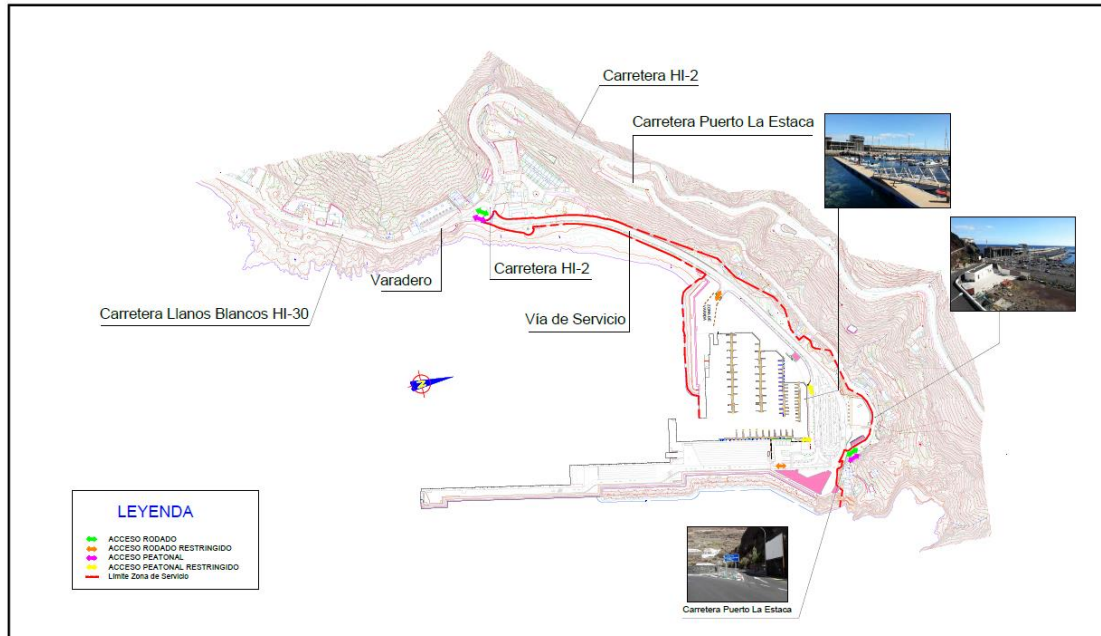 Carretera HI-2
Carretera Puerto La Estaca
Carretera HI-2
Varadero
Carretera Llanos Blancos HI-30
Vía de Servicio
LEYENDA
ACCESO RODADO
ACCESO RODADO RESTRINGIDO
ACCESO PEATONAL
ACCESO PEATONAL RESTRINGIDO
Límite Zona de Servicio
Carretera Puerto La Estaca